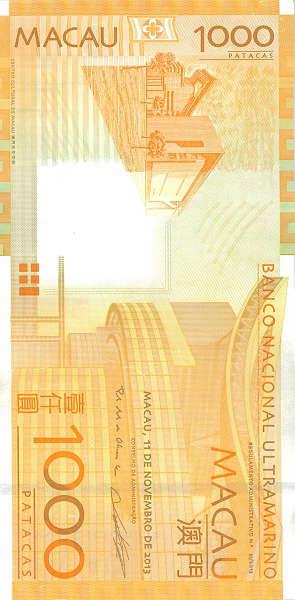 MACAU
1000
PATACAS
BANCO NACIONAL ULTRAMARINO
MACAU
澳門
MACAU, 11 DE NOVEMBRO DE 2013
CONSELHO DE ADMINISTRAÇÃO
壹仟圓
1000
PATACAS